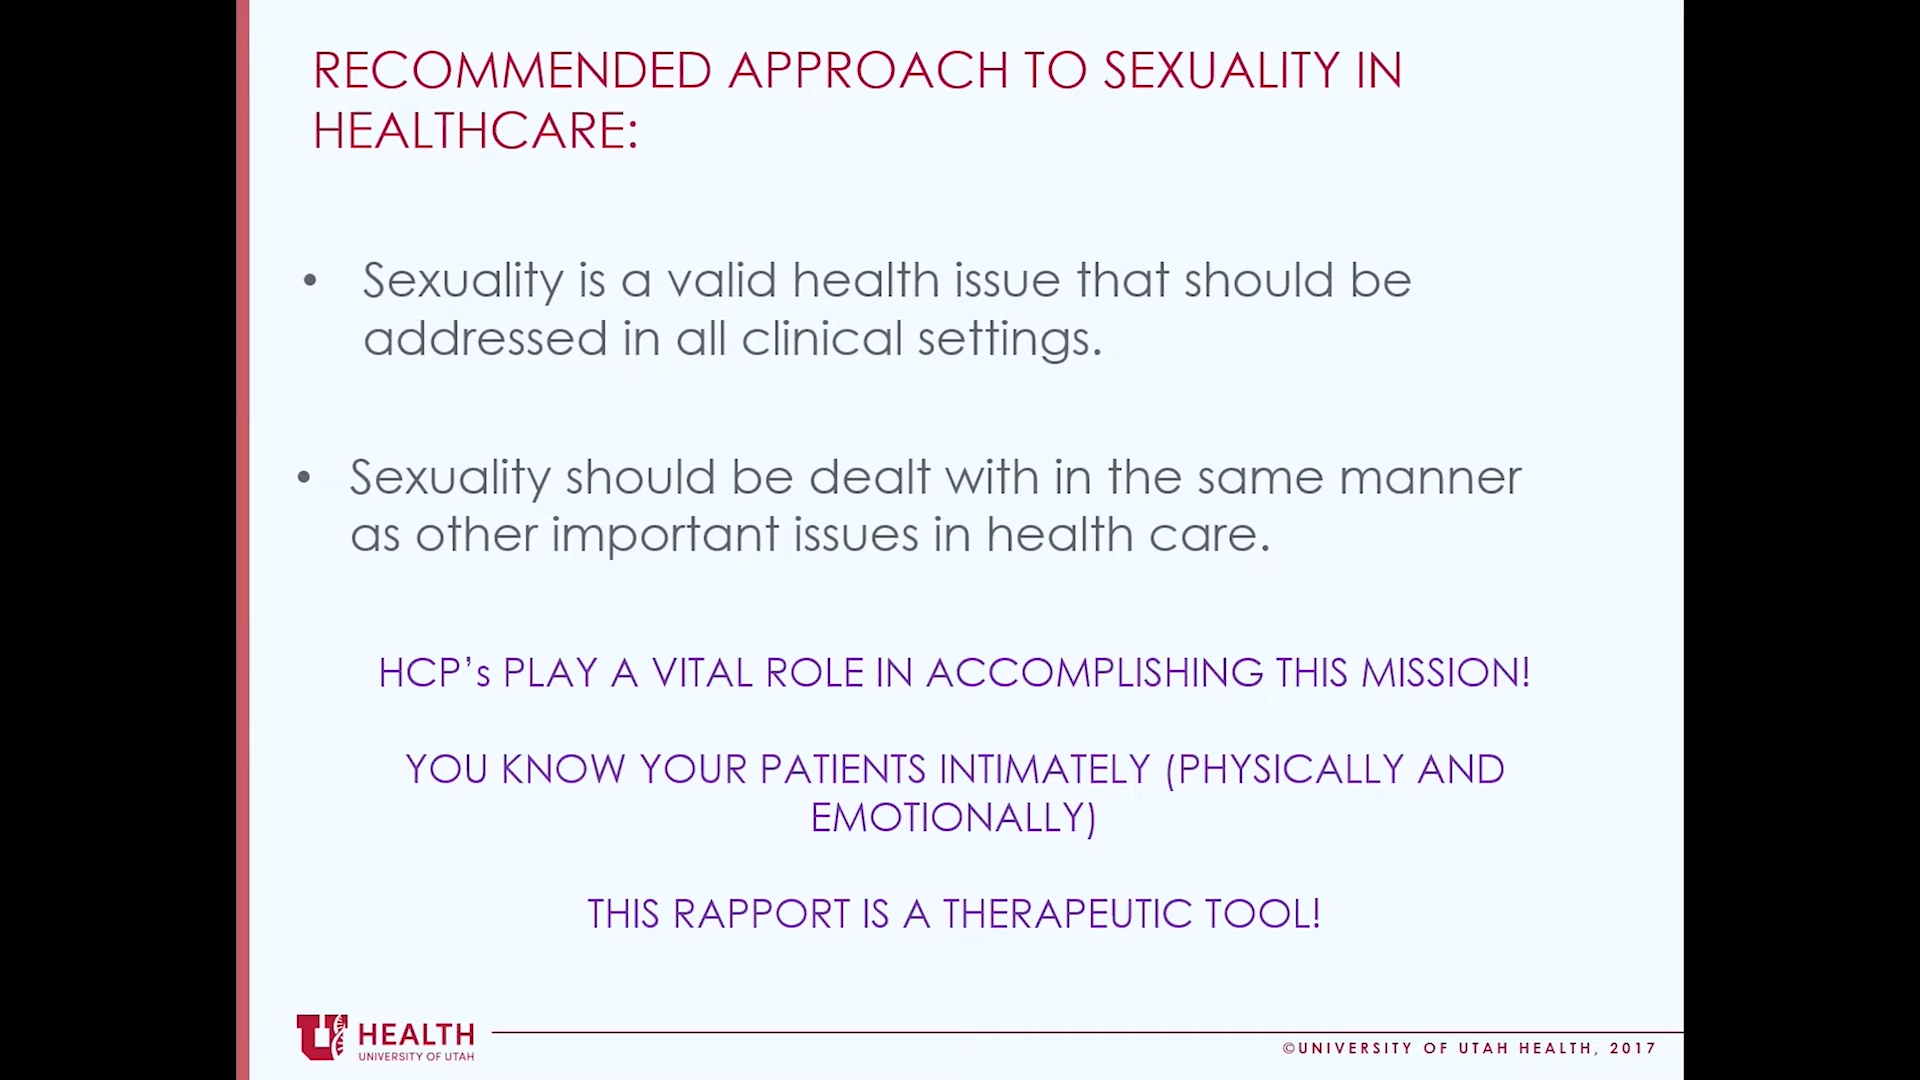 RECOMMENDED APPROACH TO SEXUALITY IN
HEALTHCARE:
• Sexuality is a valid health issue that should be
addressed in all clinical settings.
• Sexuality should be dealt with in the same manner
as other important issues in health care.
HCP’s PLAY A VITAL ROLE IN ACCOMPLISHING THIS MISSION!
YOU KNOW YOUR PATIENTS INTIMATELY (PHYSICALLY AND
EMOTIONALLY)
THIS RAPPORT IS A THERAPEUTIC TOOL!
U HEALTH
UNIVERSITY OF UTAH
©UNIVERSITY OF UTAH HEALTH, 2017